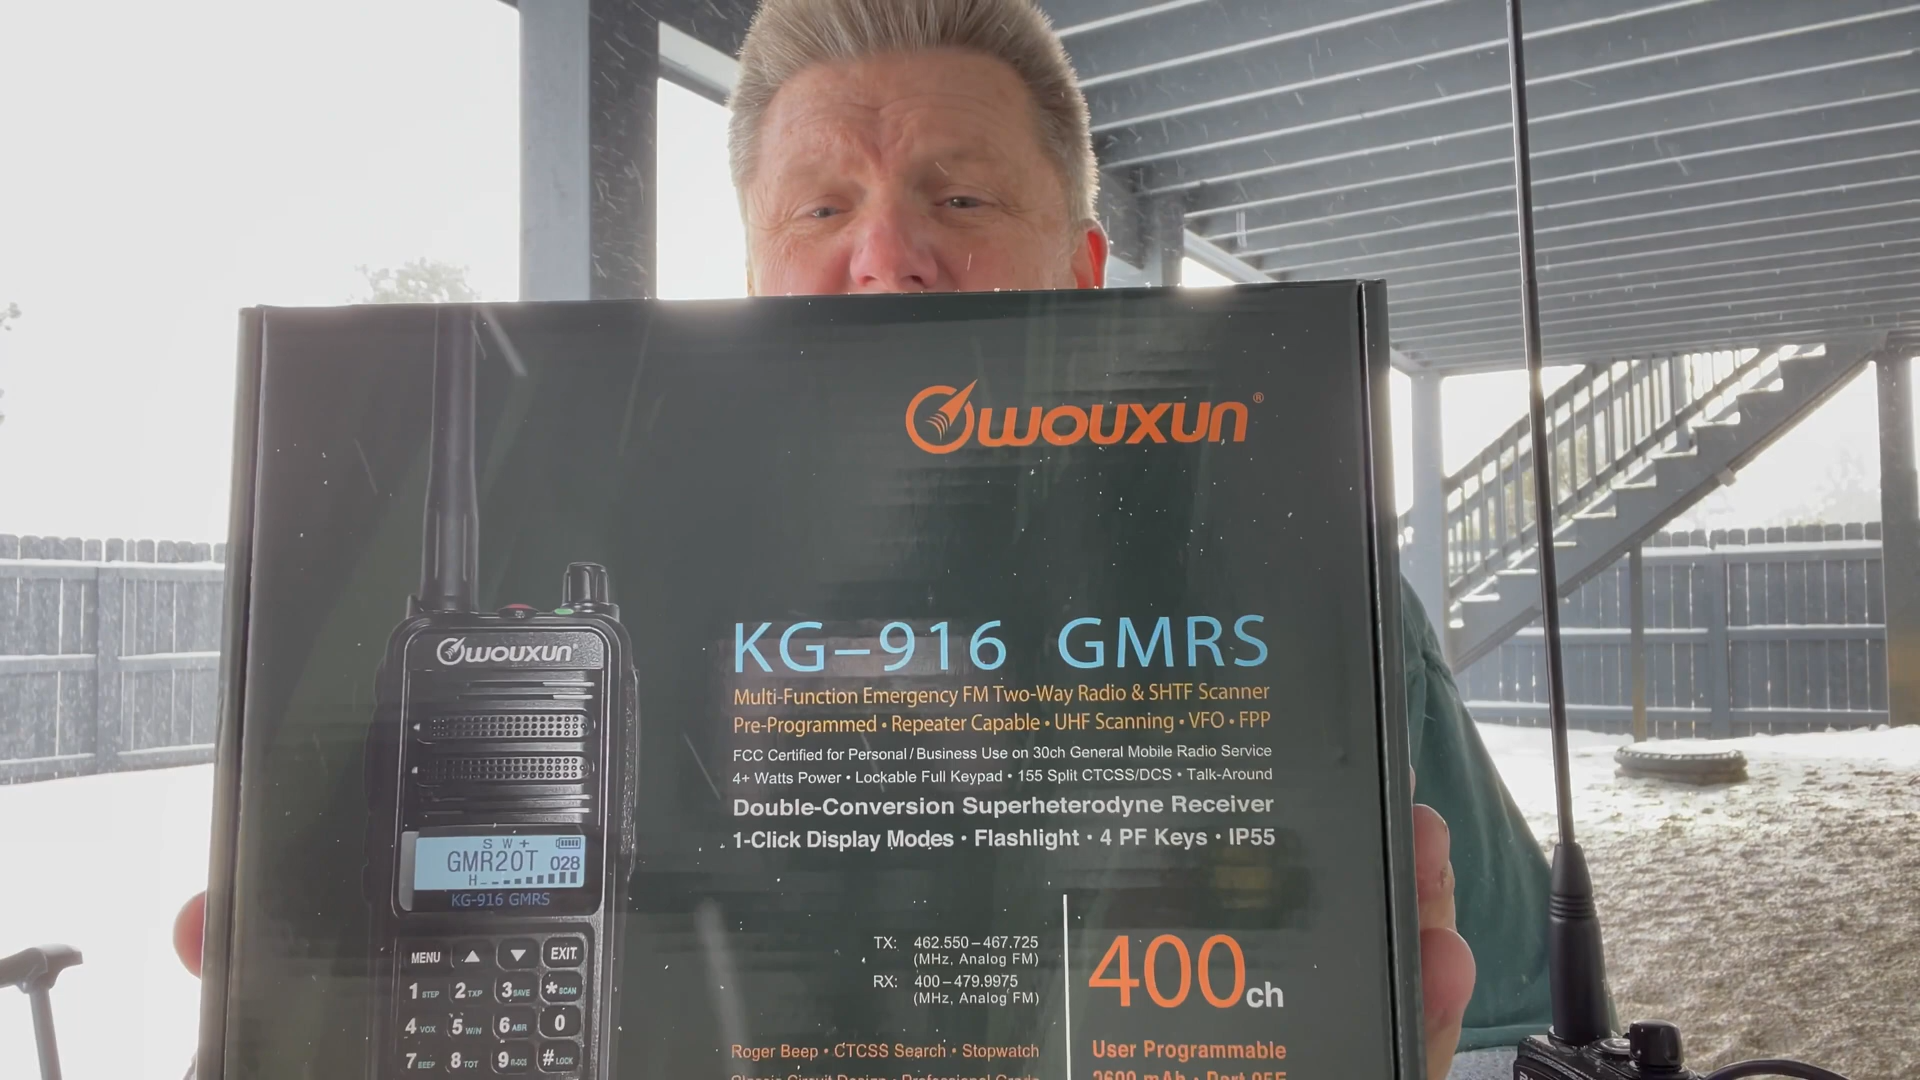 wouxun®
KG-916 GMRS
Multi-Function Emergency FM Two-Way Radio & SHTF Scanner
Pre-Programmed • Repeater Capable • UHF Scanning • VFO • FPP
FCC Certified for Personal / Business Use on 30ch General Mobile Radio Service
4+ Watts Power • Lockable Full Keypad • 155 Split CTCSS/DCS • Talk-Around
Double-Conversion Superheterodyne Receiver
1-Click Display Modes • Flashlight • 4 PF Keys • IP55
TX: 462.550–467.725
(MHz, Analog FM)
RX: 400–479.9975
(MHz, Analog FM)
400ch
Roger Beep • CTCSS Search • Stopwatch
User Programmable
wouxun®
S W +
GMR20T 028
H
KG-916 GMRS
MENU ▲ ▼ EXIT
1 STEP 2 TXP 3 SAVE * SCAN
4 VOX 5 W/N 6 ABR 0
7 BEEP 8 TOT 9 R-DCS # LOCK